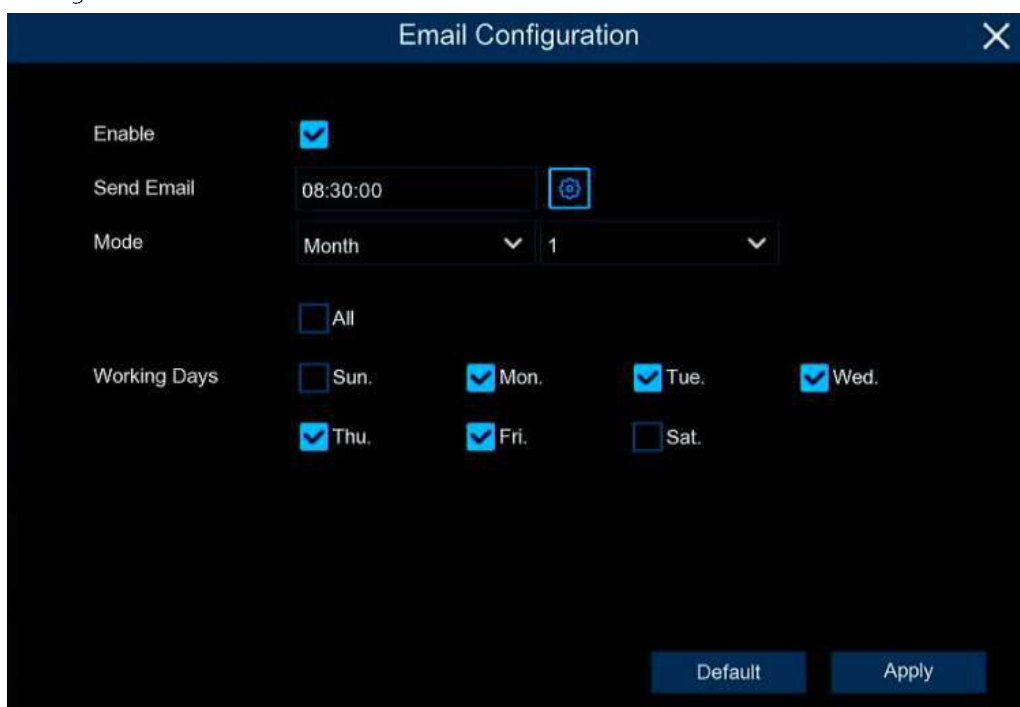 Email Configuration
Enable
Send Email 08:30:00
Mode Month 1
All
Working Days Sun. Mon. Tue. Wed.
Thu. Fri. Sat.
Default Apply